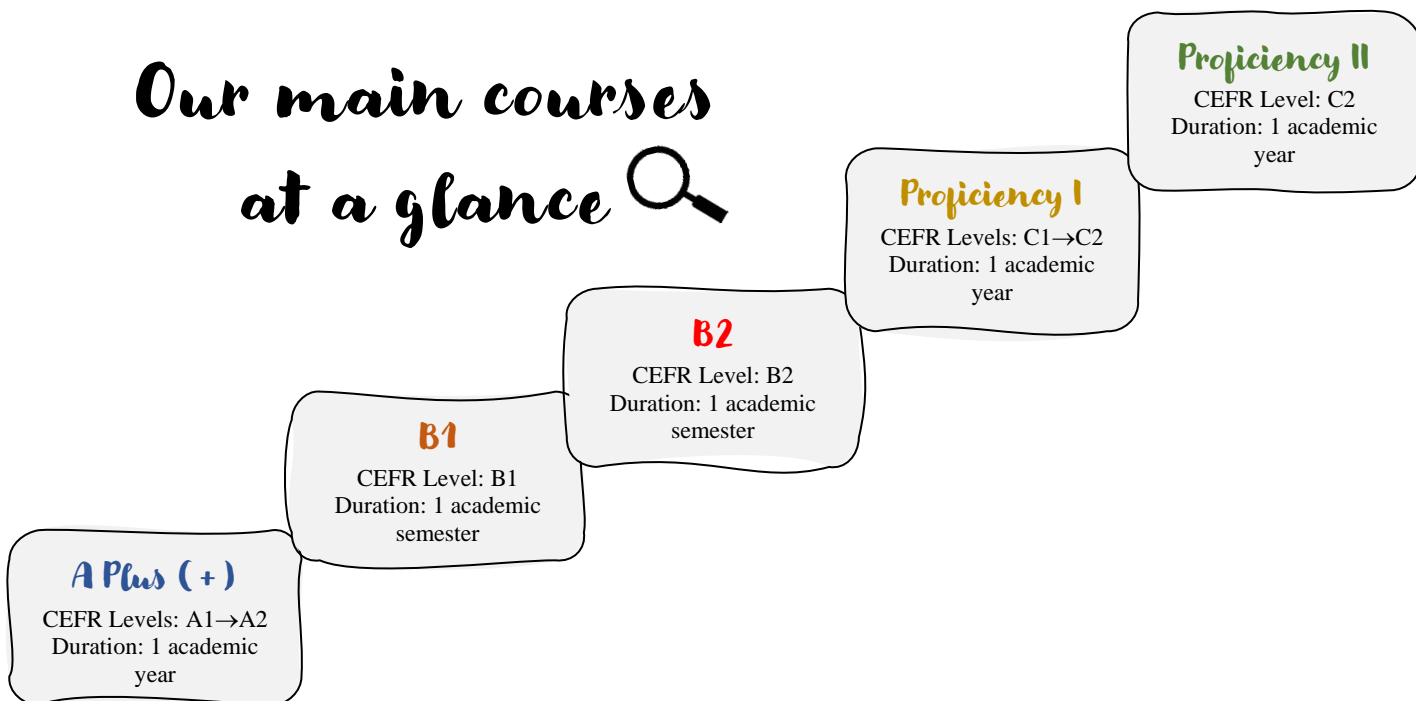 Our main courses
at a glance
Proficiency II
CEFR Level: C2
Duration: 1 academic
year
Proficiency I
CEFR Levels: C1→C2
Duration: 1 academic
year
B2
CEFR Level: B2
Duration: 1 academic
semester
B1
CEFR Level: B1
Duration: 1 academic
semester
A Plus (+)
CEFR Levels: A1→A2
Duration: 1 academic
year